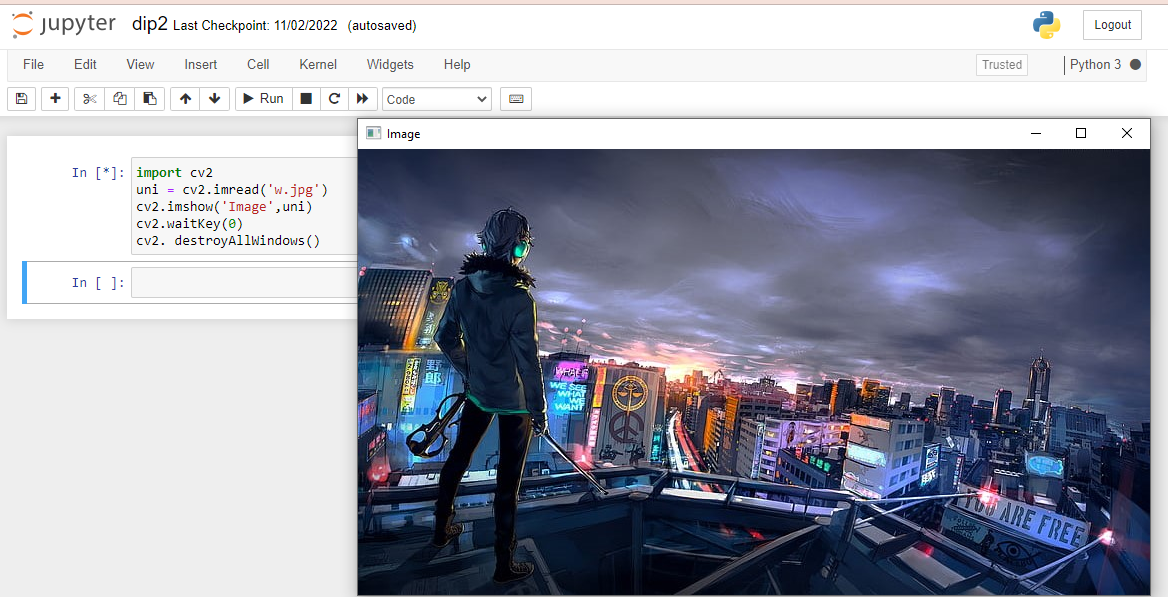 jupyter dip2 Last Checkpoint: 11/02/2022 (autosaved)
Logout
File Edit View Insert Cell Kernel Widgets Help
Trusted
Python 3
Run
Code
Image
In [*]:
import cv2
uni = cv2.imread('w.jpg')
cv2.imshow('Image',uni)
cv2.waitKey(0)
cv2. destroyAllWindows()
In [ ]:
野
郎
WE SEE
WHAT
WE
WANT
YOU ARE FREE